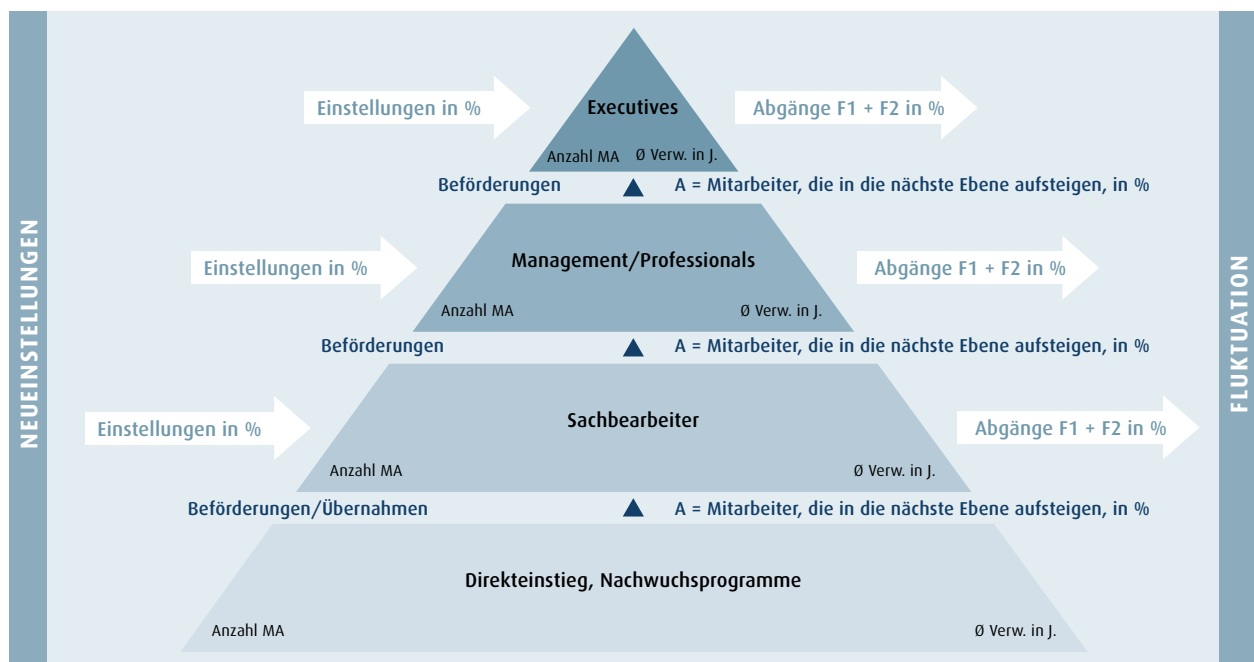 NEUEINSTELLUNGEN
Einstellungen in %
Executives
Abgänge F1 + F2 in %
Anzahl MA
Ø Verw. in J.
Beförderungen
A = Mitarbeiter, die in die nächste Ebene aufsteigen, in %
Einstellungen in %
Management/Professionals
Abgänge F1 + F2 in %
Anzahl MA
Ø Verw. in J.
Beförderungen
A = Mitarbeiter, die in die nächste Ebene aufsteigen, in %
Einstellungen in %
Sachbearbeiter
Abgänge F1 + F2 in %
Anzahl MA
Ø Verw. in J.
Beförderungen/Übernahmen
A = Mitarbeiter, die in die nächste Ebene aufsteigen, in %
Direkteinstieg, Nachwuchsprogramme
Anzahl MA
Ø Verw. in J.
FLUKTUATION